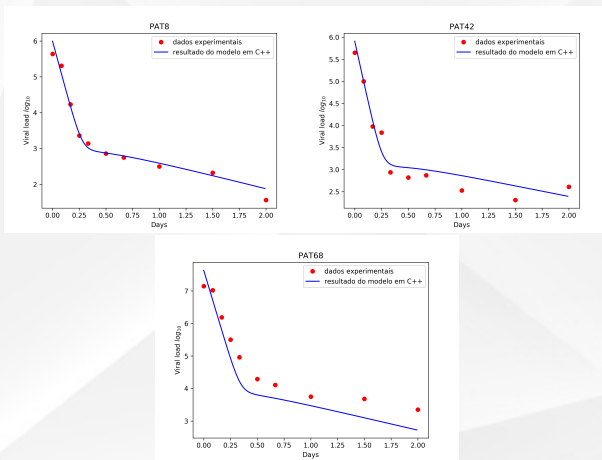 PAT8
dados experimentais
resultado do modelo em C++
Viral load log₁₀
6
5
4
3
2
0.00 0.25 0.50 0.75 1.00 1.25 1.50 1.75 2.00
Days
PAT42
dados experimentais
resultado do modelo em C++
Viral load log₁₀
6.0
5.5
5.0
4.5
4.0
3.5
3.0
2.5
0.00 0.25 0.50 0.75 1.00 1.25 1.50 1.75 2.00
Days
PAT68
dados experimentais
resultado do modelo em C++
Viral load log₁₀
7
6
5
4
3
0.00 0.25 0.50 0.75 1.00 1.25 1.50 1.75 2.00
Days